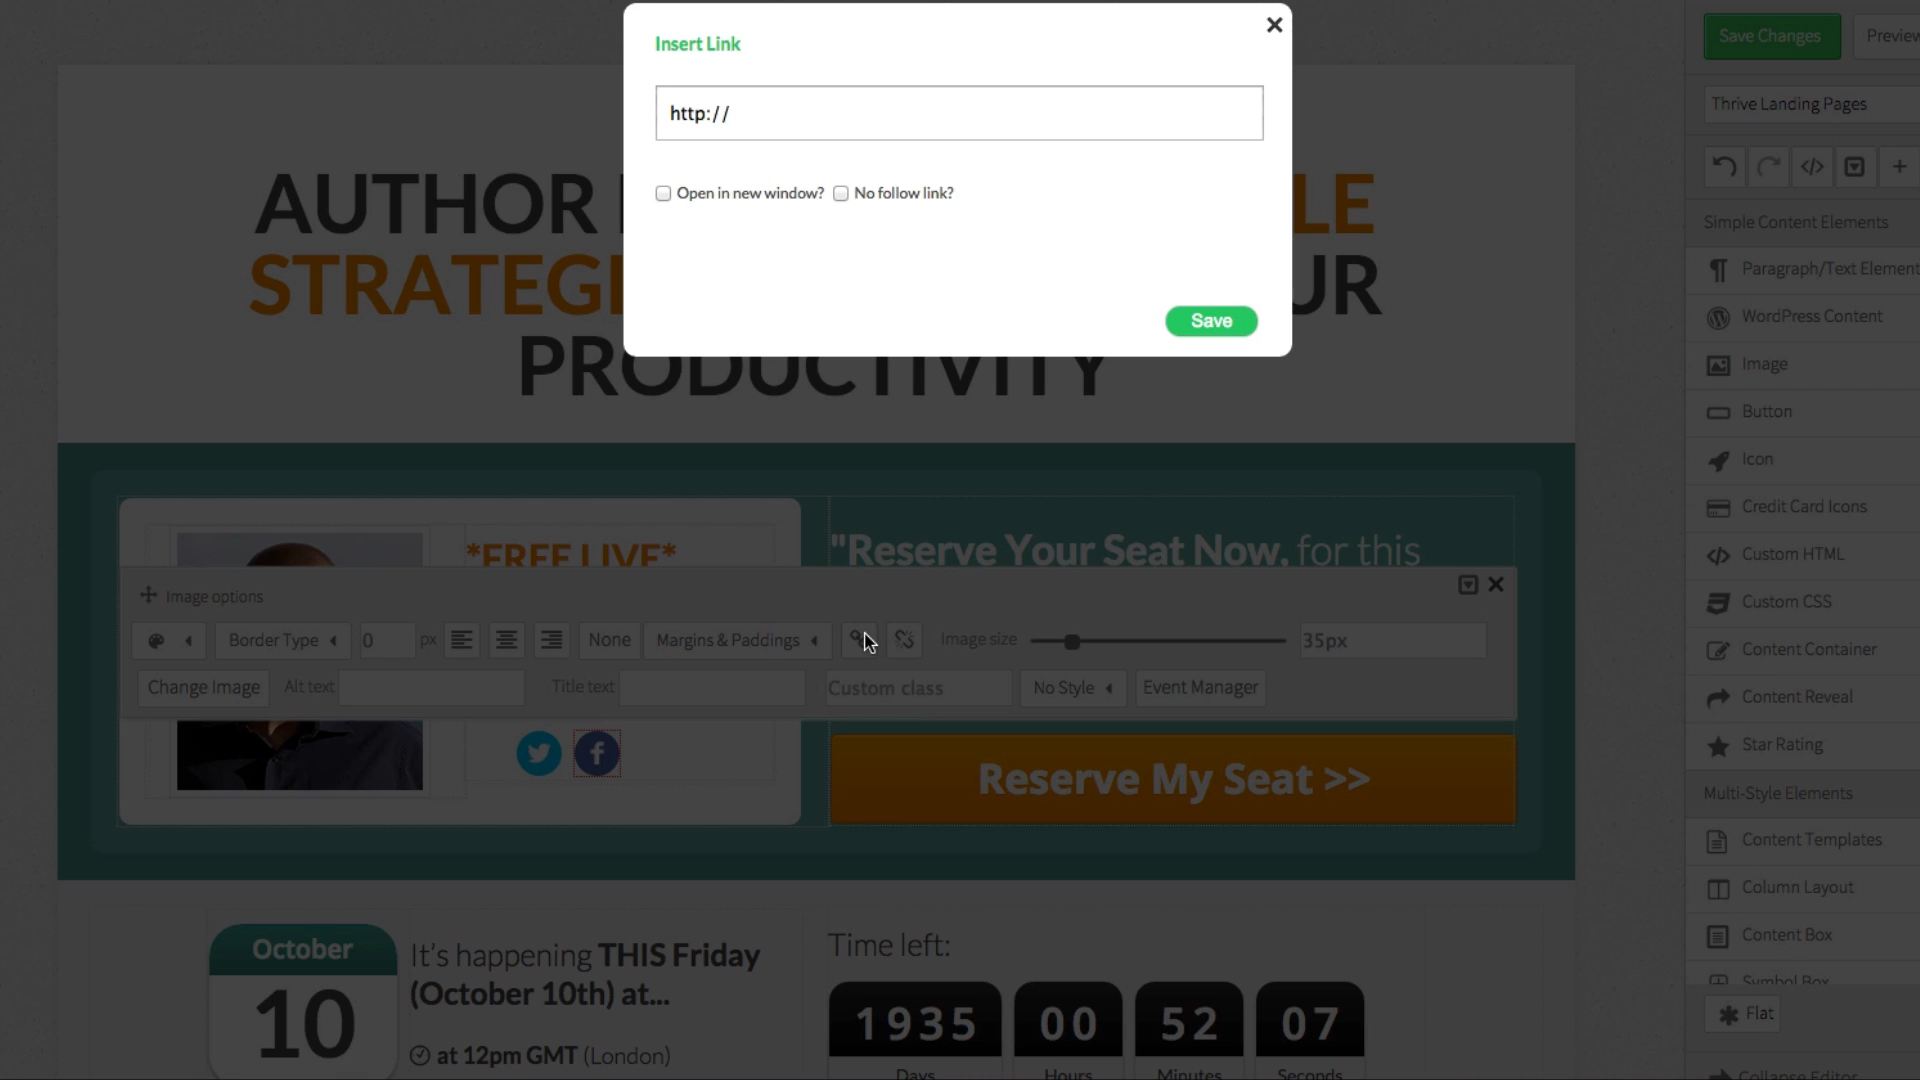 Insert Link
http://
Open in new window? No follow link?
Save
Save Changes
Preview
Thrive Landing Pages
AUTHOR LE
STRATEG UR
PRODUCTIVITY
Simple Content Elements
Paragraph/Text Element
WordPress Content
Image
Button
Icon
Credit Card Icons
Custom HTML
Custom CSS
Content Container
Content Reveal
Star Rating
Multi-Style Elements
Content Templates
Column Layout
Content Box
Symbol Box
Flat
Collapse Editor
*FREE LIVE*
"Reserve Your Seat Now, for this
Image options
Border Type 0 px None Margins & Paddings Image size 35px
Change Image Alt text Title text Custom class No Style Event Manager
Reserve My Seat >>
October
10
It's happening THIS Friday
(October 10th) at...
at 12pm GMT (London)
Time left:
1935 00 52 07
Days Hours Minutes Seconds